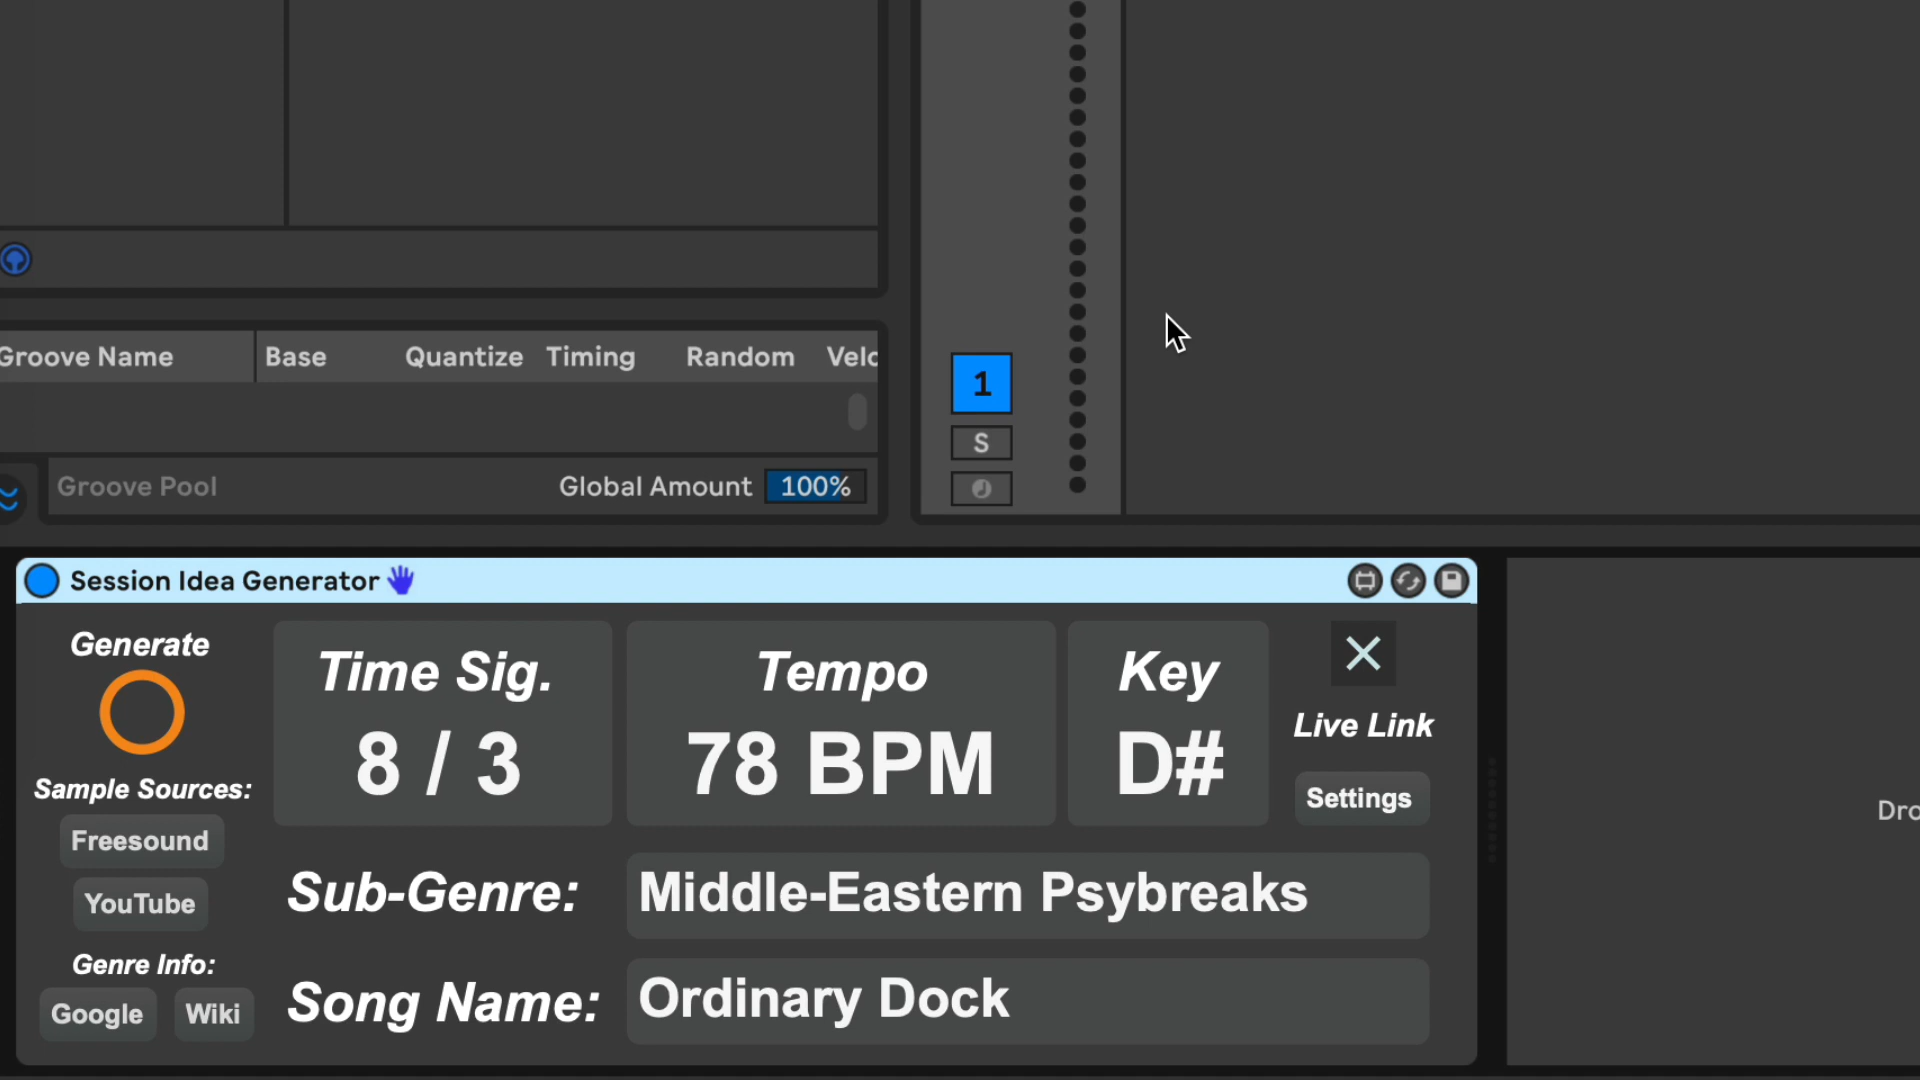 Groove Name Base Quantize Timing Random Velc
1
S
Groove Pool Global Amount 100%
Session Idea Generator
Generate
Time Sig.
8 / 3
Tempo
78 BPM
Key
D#
Live Link
Settings
Sample Sources:
Freesound
YouTube
Genre Info:
Google Wiki
Sub-Genre: Middle-Eastern Psybreaks
Song Name: Ordinary Dock
Dro